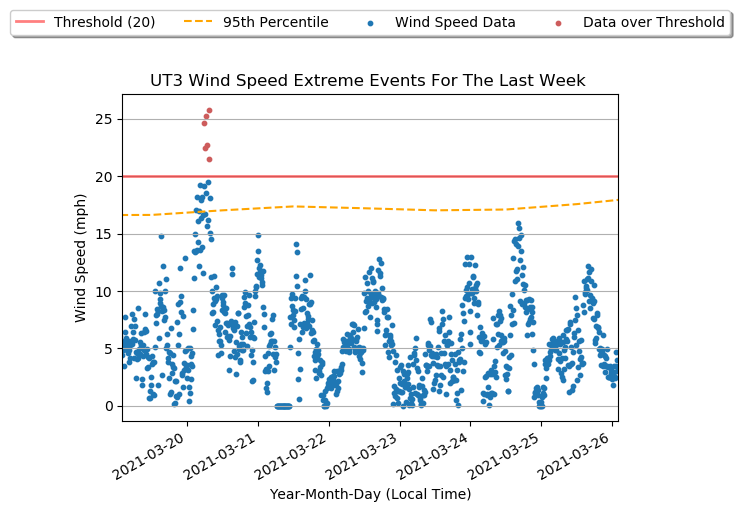 Threshold (20) 95th Percentile Wind Speed Data Data over Threshold
UT3 Wind Speed Extreme Events For The Last Week
Wind Speed (mph)
25
20
15
10
5
0
2021-03-20 2021-03-21 2021-03-22 2021-03-23 2021-03-24 2021-03-25 2021-03-26
Year-Month-Day (Local Time)